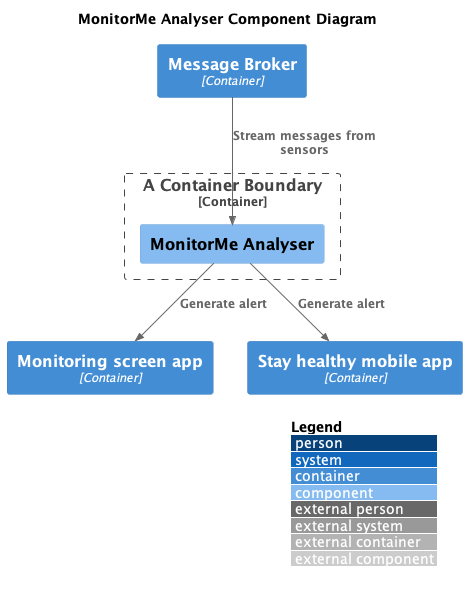 MonitorMe Analyser Component Diagram
Message Broker
[Container]
Stream messages from
sensors
A Container Boundary
[Container]
MonitorMe Analyser
Generate alert
Generate alert
Monitoring screen app
[Container]
Stay healthy mobile app
[Container]
Legend
person
system
container
component
external person
external system
external container
external component